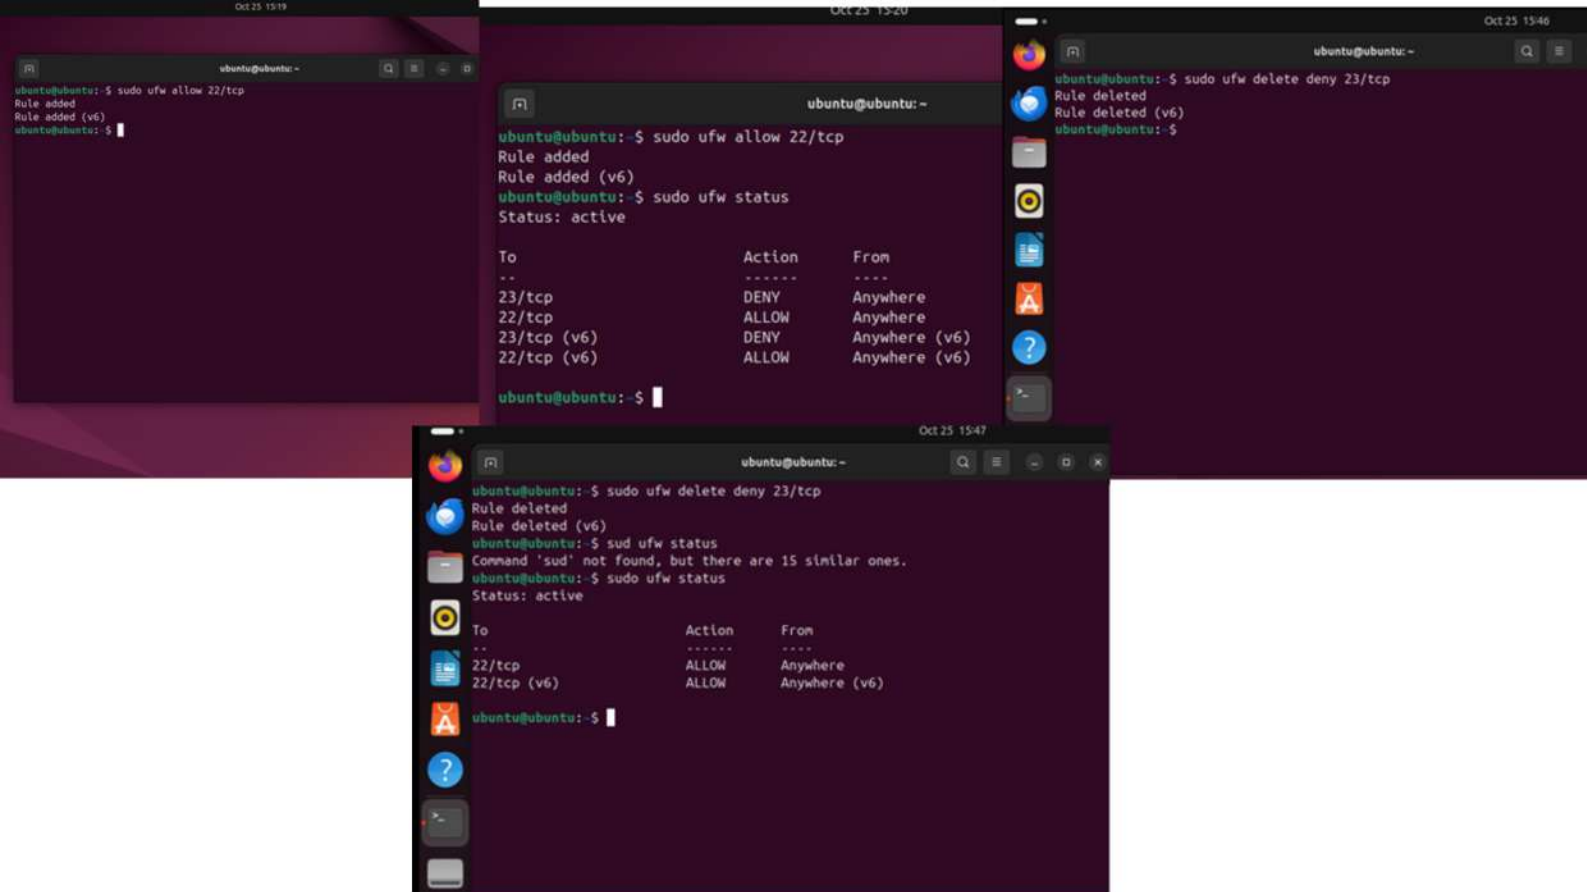 Oct 25 15:19
ubuntu@ubuntu: ~
ubuntu@ubuntu:~$ sudo ufw allow 22/tcp
Rule added
Rule added (v6)
ubuntu@ubuntu:~$
Oct 25 15:20
ubuntu@ubuntu: ~
ubuntu@ubuntu:~$ sudo ufw allow 22/tcp
Rule added
Rule added (v6)
ubuntu@ubuntu:~$ sudo ufw status
Status: active
To Action From
-- ------ ----
23/tcp DENY Anywhere
22/tcp ALLOW Anywhere
23/tcp (v6) DENY Anywhere (v6)
22/tcp (v6) ALLOW Anywhere (v6)
ubuntu@ubuntu:~$
Oct 25 15:46
ubuntu@ubuntu: ~
ubuntu@ubuntu:~$ sudo ufw delete deny 23/tcp
Rule deleted
Rule deleted (v6)
ubuntu@ubuntu:~$
Oct 25 15:47
ubuntu@ubuntu: ~
ubuntu@ubuntu:~$ sudo ufw delete deny 23/tcp
Rule deleted
Rule deleted (v6)
ubuntu@ubuntu:~$ sud ufw status
Command 'sud' not found, but there are 15 similar ones.
ubuntu@ubuntu:~$ sudo ufw status
Status: active
To Action From
-- ------ ----
22/tcp ALLOW Anywhere
22/tcp (v6) ALLOW Anywhere (v6)
ubuntu@ubuntu:~$